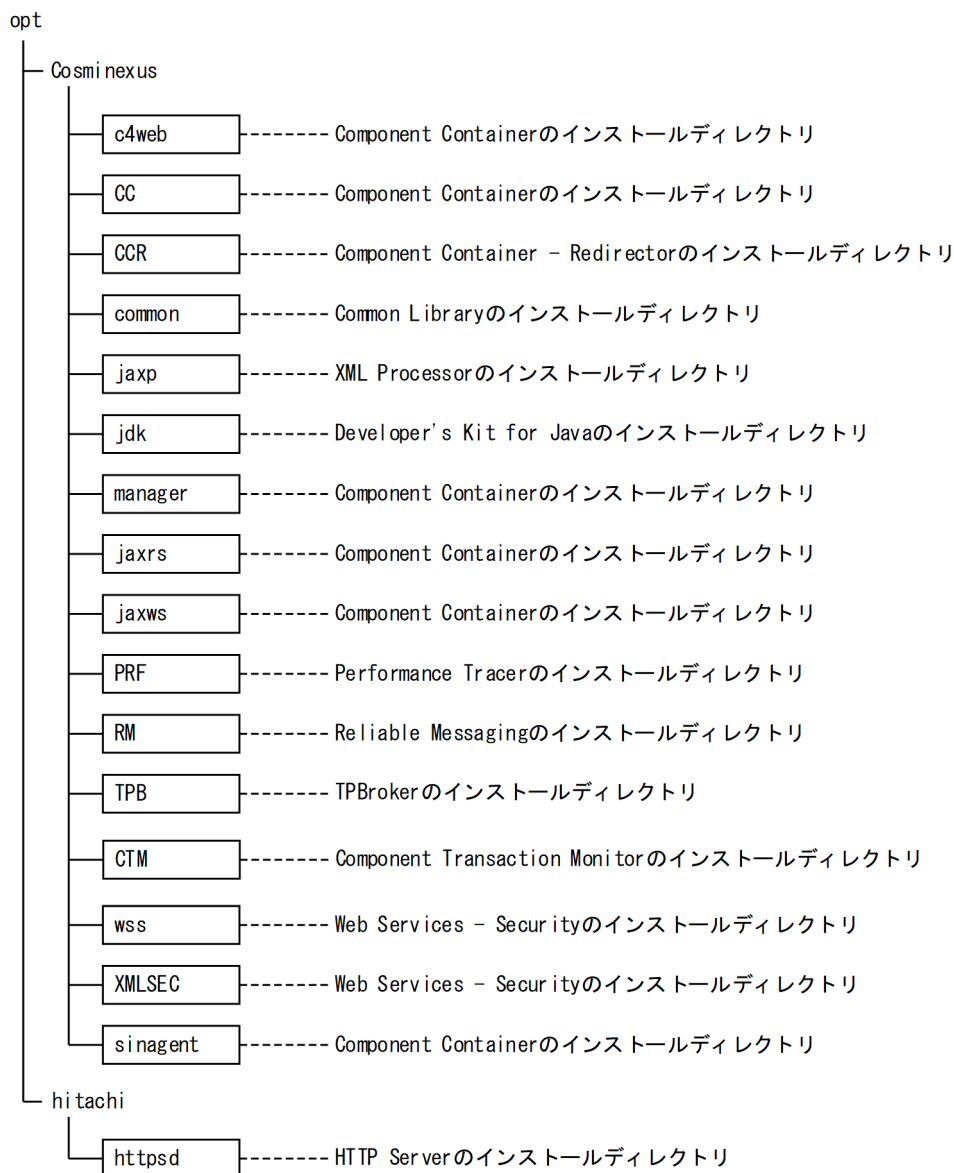 opt
Cosminexus
c4web Component Containerのインストールディレクトリ
CC Component Containerのインストールディレクトリ
CCR Component Container － Redirectorのインストールディレクトリ
common Common Libraryのインストールディレクトリ
jaxp XML Processorのインストールディレクトリ
jdk Developer's Kit for Javaのインストールディレクトリ
manager Component Containerのインストールディレクトリ
jaxrs Component Containerのインストールディレクトリ
jaxws Component Containerのインストールディレクトリ
PRF Performance Tracerのインストールディレクトリ
RM Reliable Messagingのインストールディレクトリ
TPB TPBrokerのインストールディレクトリ
CTM Component Transaction Monitorのインストールディレクトリ
wss Web Services － Securityのインストールディレクトリ
XMLSEC Web Services － Securityのインストールディレクトリ
sinagent Component Containerのインストールディレクトリ
hitachi
httpsd HTTP Serverのインストールディレクトリ